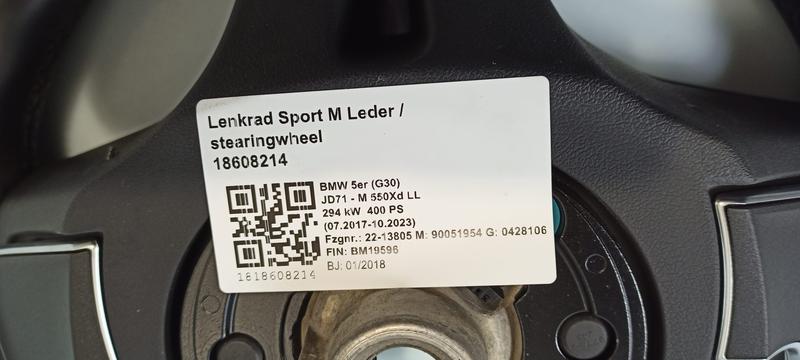 Lenkrad Sport M Leder /
stearingwheel
18608214
BMW 5er (G30)
JD71 - M 550Xd LL
294 kW 400 PS
(07.2017-10.2023)
Fzgnr.: 22-13805 M: 90051954 G: 0428106
FIN: BM19596
BJ: 01/2018
1818608214